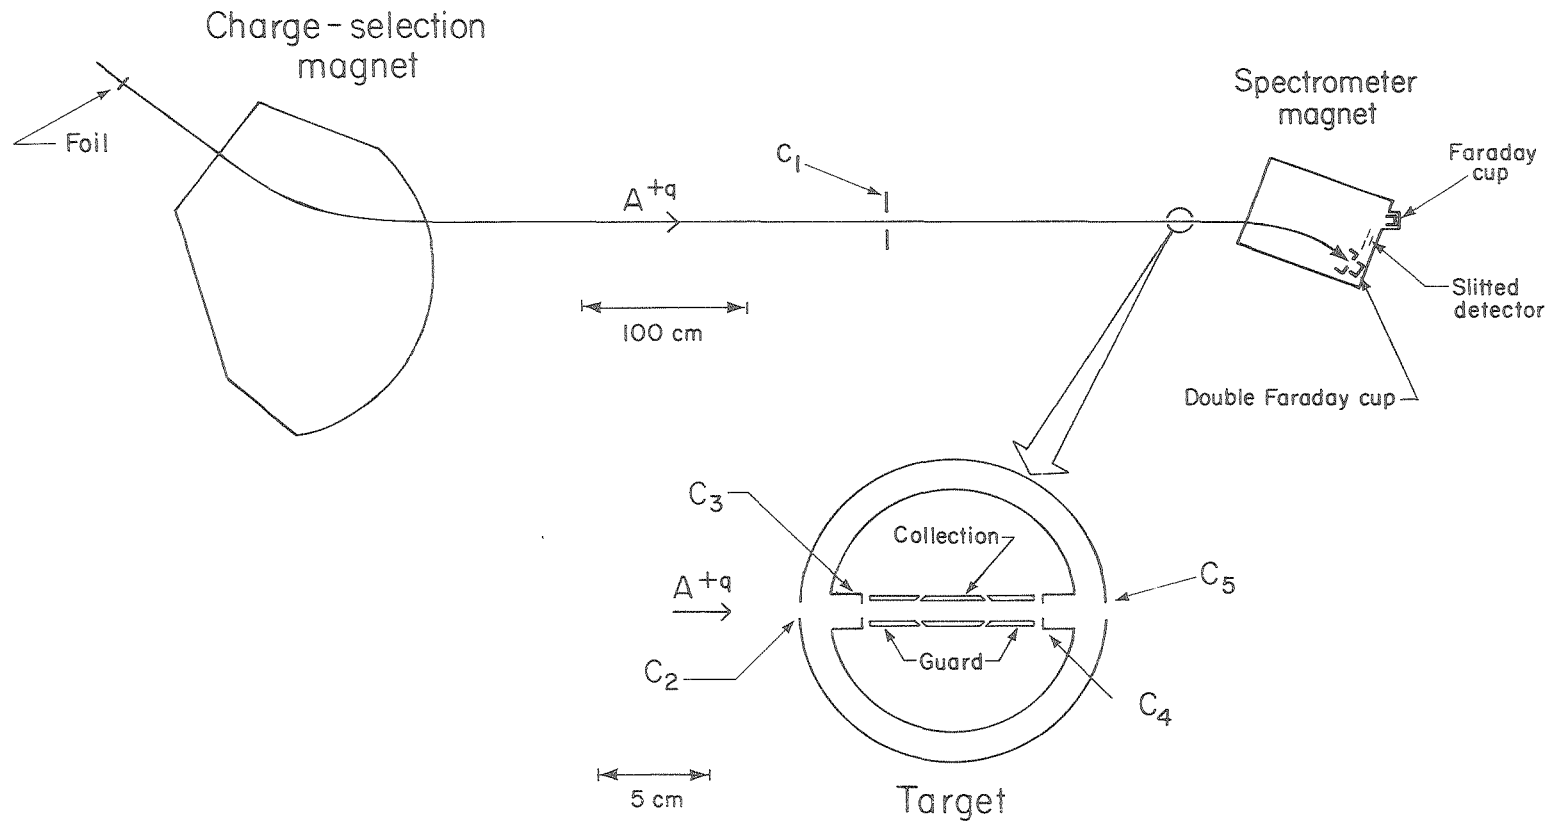 Charge-selection
magnet
Spectrometer
magnet
Foil
C1
Faraday
cup
A+q
Slitted
detector
100 cm
Double Faraday cup
C3
Collection
A+q
C5
C2
Guard
C4
5 cm
Target